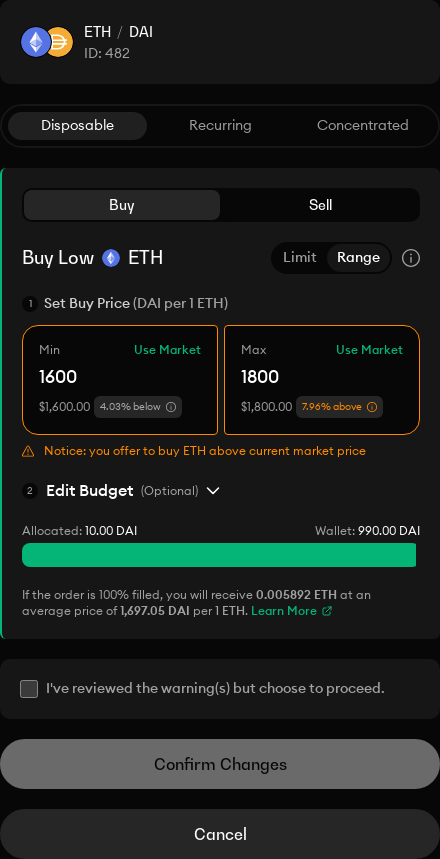 ETH / DAI
ID: 482
Disposable Recurring Concentrated
Buy Sell
Buy Low ETH Limit Range
1 Set Buy Price (DAI per 1 ETH)
Min Use Market Max Use Market
1600 1800
$1,600.00 4.03% below $1,800.00 7.96% above
Notice: you offer to buy ETH above current market price
2 Edit Budget (Optional)
Allocated: 10.00 DAI Wallet: 990.00 DAI
If the order is 100% filled, you will receive 0.005892 ETH at an
average price of 1,697.05 DAI per 1 ETH. Learn More
I've reviewed the warning(s) but choose to proceed.
Confirm Changes
Cancel